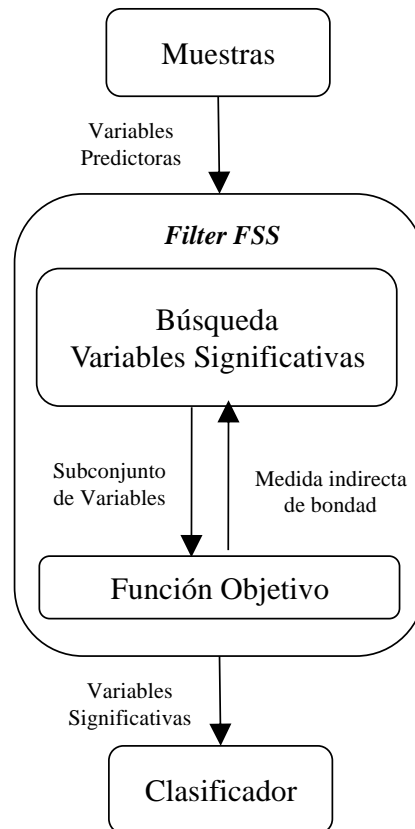 Muestras
Variables
Predictoras
Filter FSS
Búsqueda
Variables Significativas
Subconjunto
de Variables
Medida indirecta
de bondad
Función Objetivo
Variables
Significativas
Clasificador